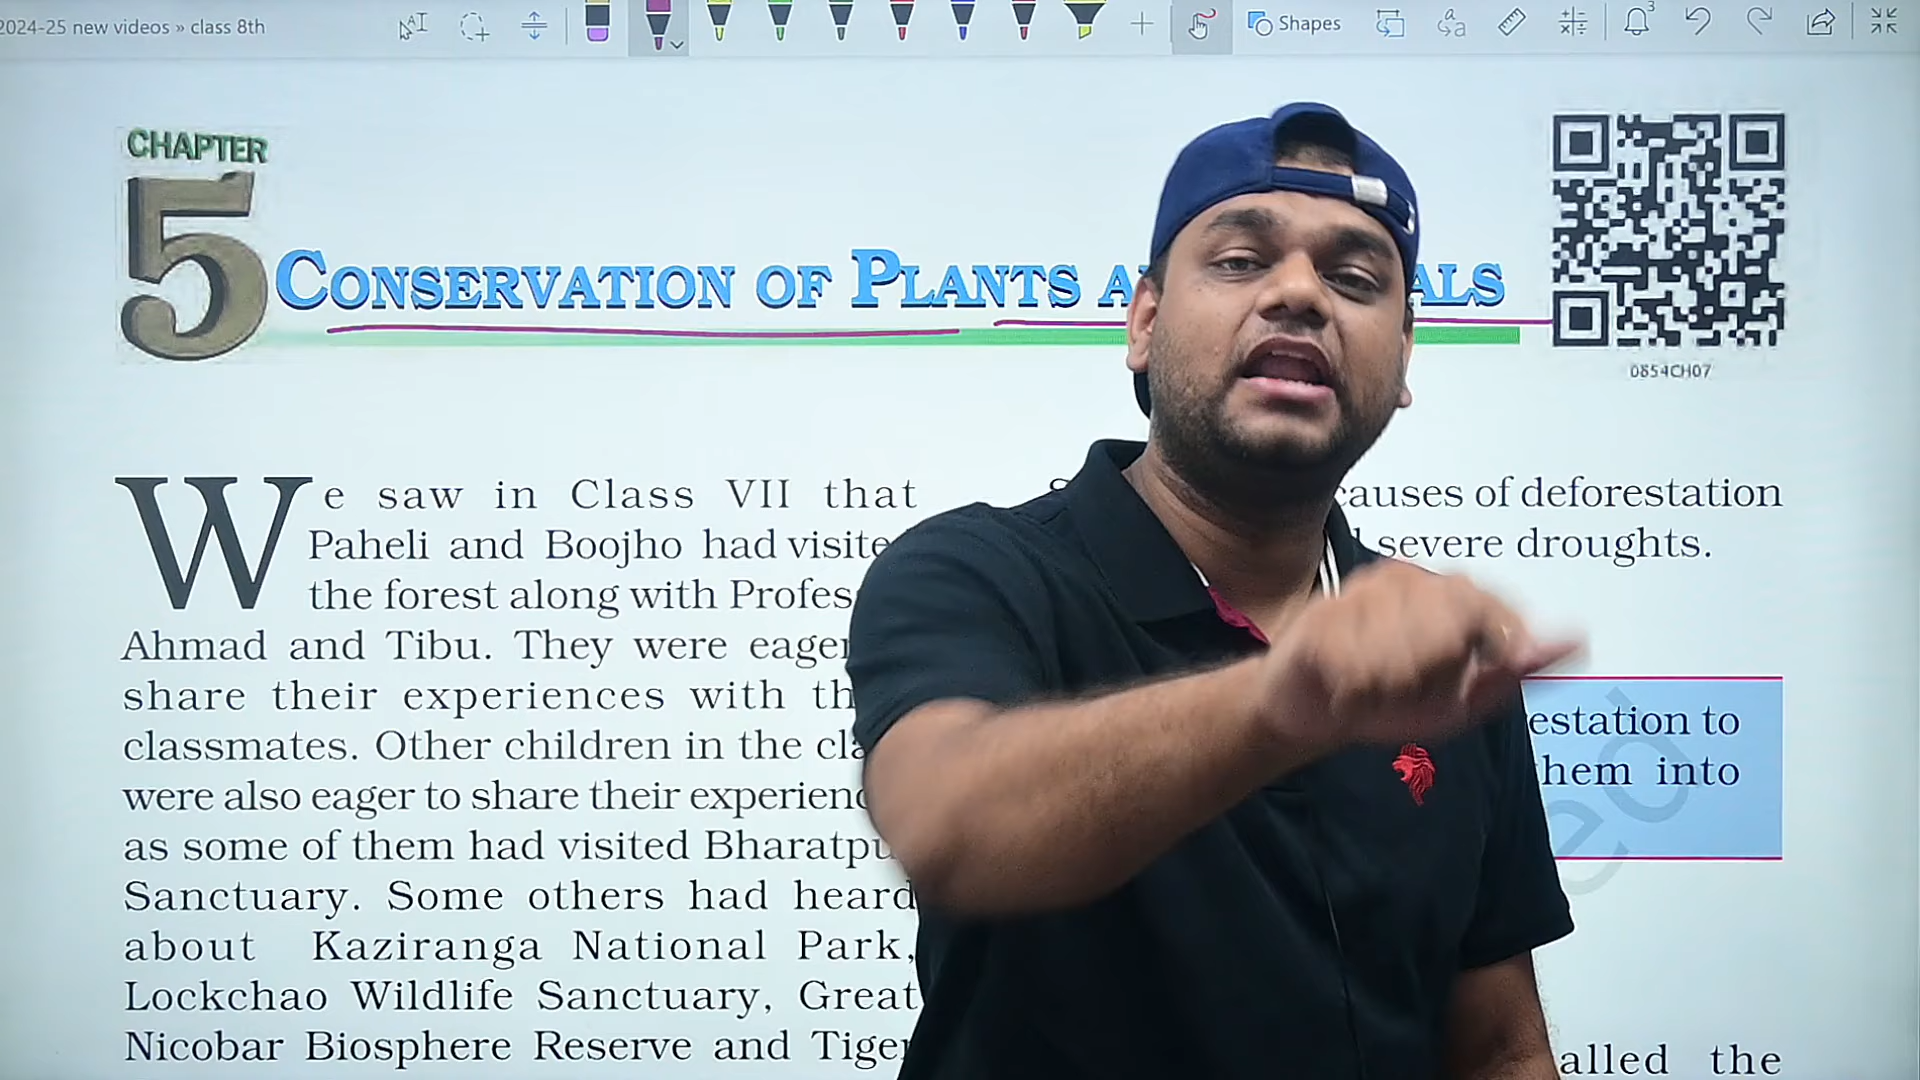 2024-25 new videos » class 8th
Shapes
3
CHAPTER
5
CONSERVATION OF PLANTS A ALS
0854CH07
We saw in Class VII that
Paheli and Boojho had visite
the forest along with Profes
Ahmad and Tibu. They were eager
share their experiences with th
classmates. Other children in the cla
were also eager to share their experienc
as some of them had visited Bharatpu
Sanctuary. Some others had heard
about Kaziranga National Park,
Lockchao Wildlife Sanctuary, Great
Nicobar Biosphere Reserve and Tiger
causes of deforestation
severe droughts.
estation to
hem into
alled the